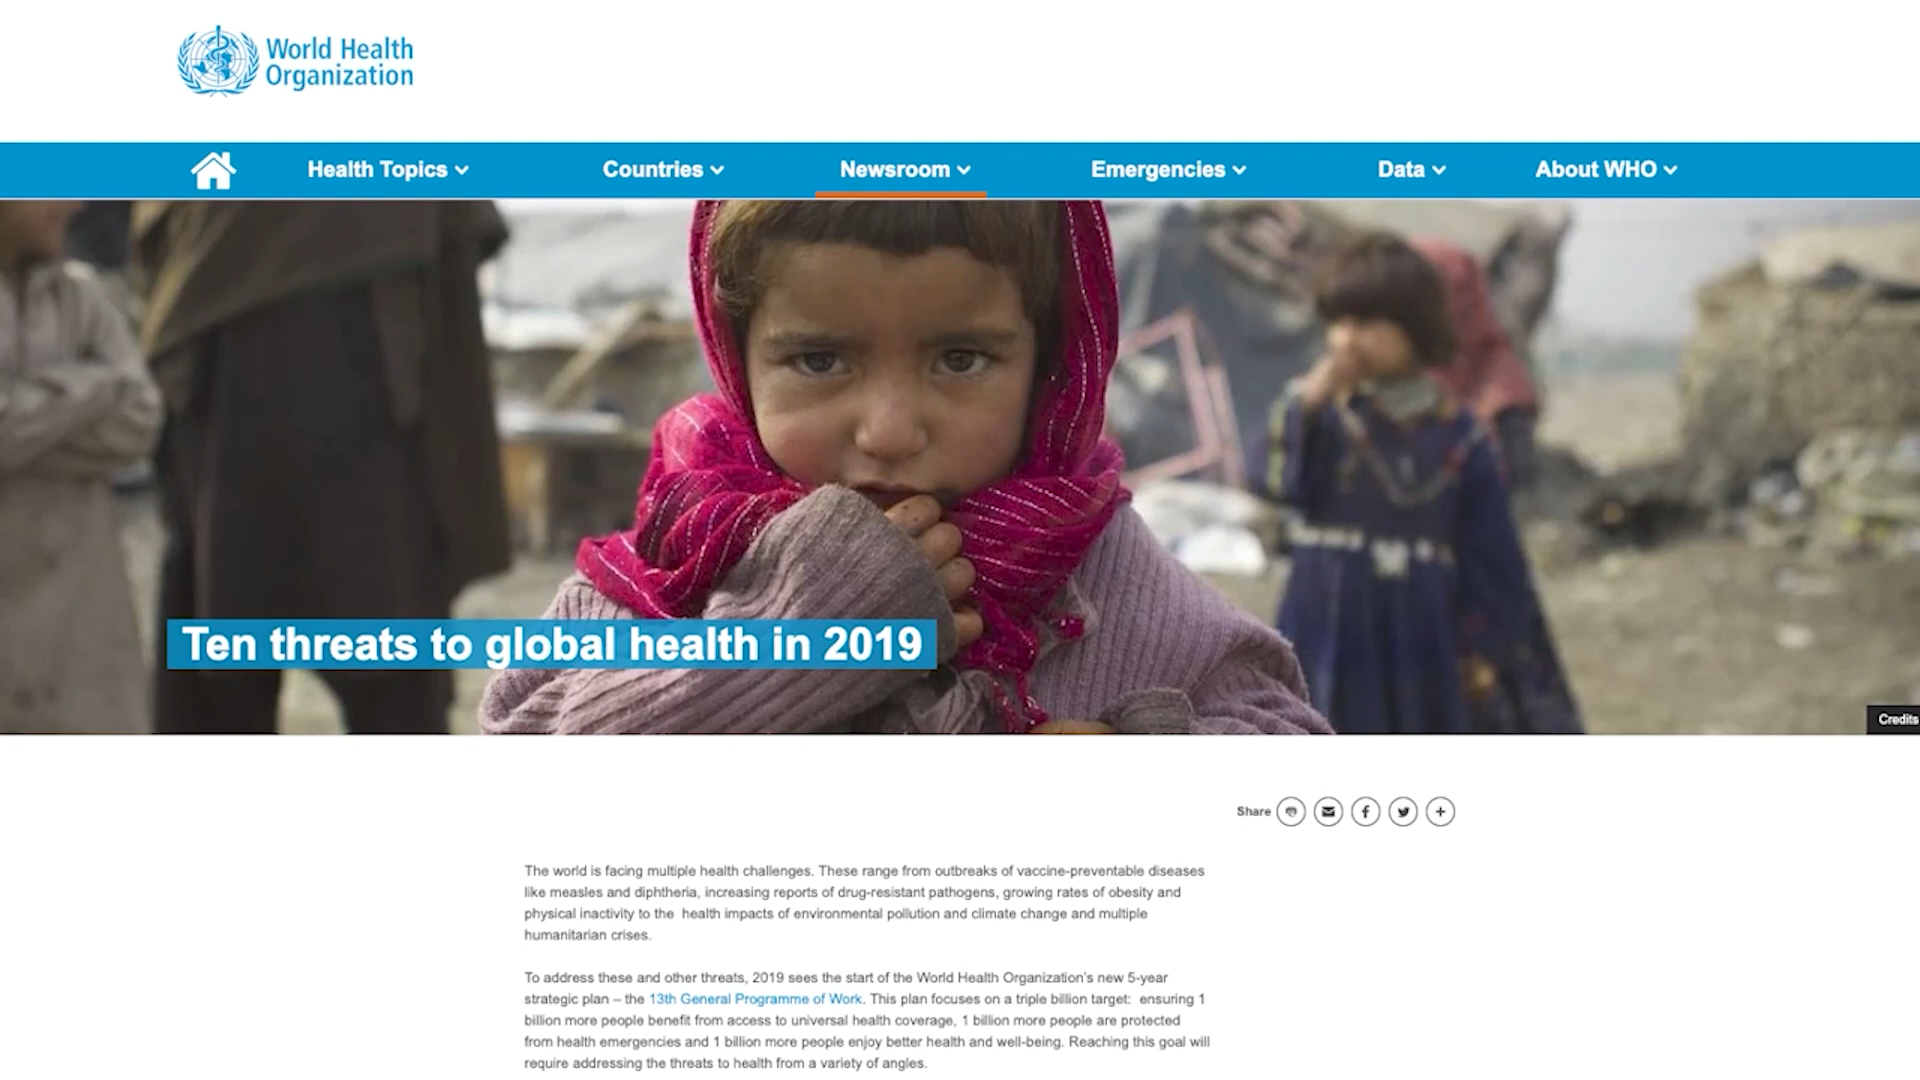 World Health
Organization
Health Topics
Countries
Newsroom
Emergencies
Data
About WHO
Ten threats to global health in 2019
Credits
Share
The world is facing multiple health challenges. These range from outbreaks of vaccine-preventable diseases
like measles and diphtheria, increasing reports of drug-resistant pathogens, growing rates of obesity and
physical inactivity to the health impacts of environmental pollution and climate change and multiple
humanitarian crises.
To address these and other threats, 2019 sees the start of the World Health Organization's new 5-year
strategic plan – the 13th General Programme of Work. This plan focuses on a triple billion target: ensuring 1
billion more people benefit from access to universal health coverage, 1 billion more people are protected
from health emergencies and 1 billion more people enjoy better health and well-being. Reaching this goal will
require addressing the threats to health from a variety of angles.